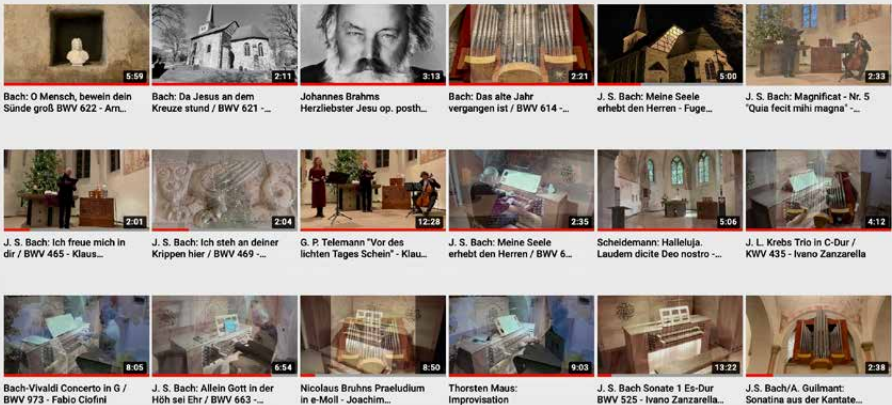 5:59
2:11
3:13
2:21
5:00
2:33
Bach: O Mensch, bewein dein
Sünde groß BWV 622 - Arn...
Bach: Da Jesus an dem
Kreuze stund / BWV 621 -...
Johannes Brahms
Herzliebster Jesu op. posth...
Bach: Das alte Jahr
vergangen ist / BWV 614 -...
J. S. Bach: Meine Seele
erhebt den Herren - Fuge...
J. S. Bach: Magnificat - Nr. 5
"Quia fecit mihi magna" -...
2:01
2:04
12:28
2:35
5:06
4:12
J. S. Bach: Ich freue mich in
dir / BWV 465 - Klaus...
J. S. Bach: Ich steh an deiner
Krippen hier / BWV 469 -...
G. P. Telemann "Vor des
lichten Tages Schein" - Klau...
J. S. Bach: Meine Seele
erhebt den Herren / BWV 6...
Scheidemann: Halleluja.
Laudem dicite Deo nostro -...
J. L. Krebs Trio in C-Dur /
KWV 435 - Ivano Zanzarella
8:05
6:54
8:50
9:03
13:22
2:38
Bach-Vivaldi Concerto in G /
BWV 973 - Fabio Ciofini
J. S. Bach: Allein Gott in der
Höh sei Ehr / BWV 663 -...
Nicolaus Bruhns Praeludium
in e-Moll - Joachim...
Thorsten Maus:
Improvisation
J. S. Bach Sonate 1 Es-Dur
BWV 525 - Ivano Zanzarella...
J.S. Bach/A. Guilmant:
Sonatina aus der Kantate...